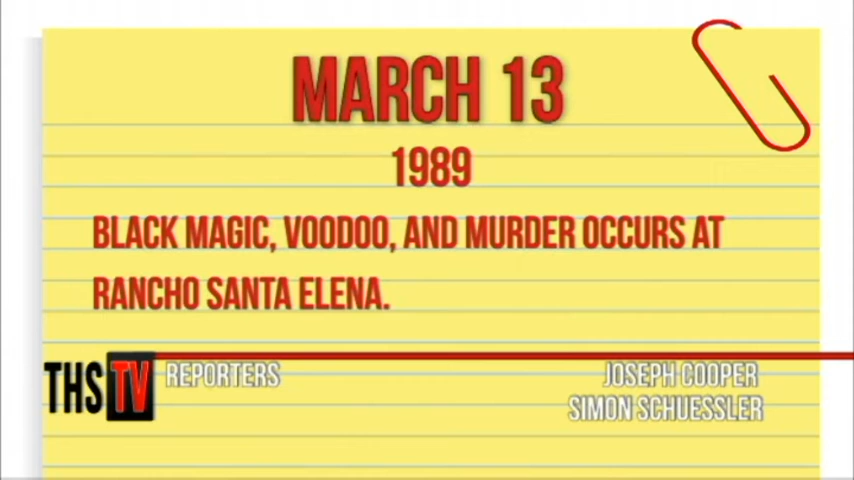 MARCH 13
1989
BLACK MAGIC, VOODOO, AND MURDER OCCURS AT
RANCHO SANTA ELENA.
THS TV REPORTERS JOSEPH COOPER
SIMON SCHUESSLER